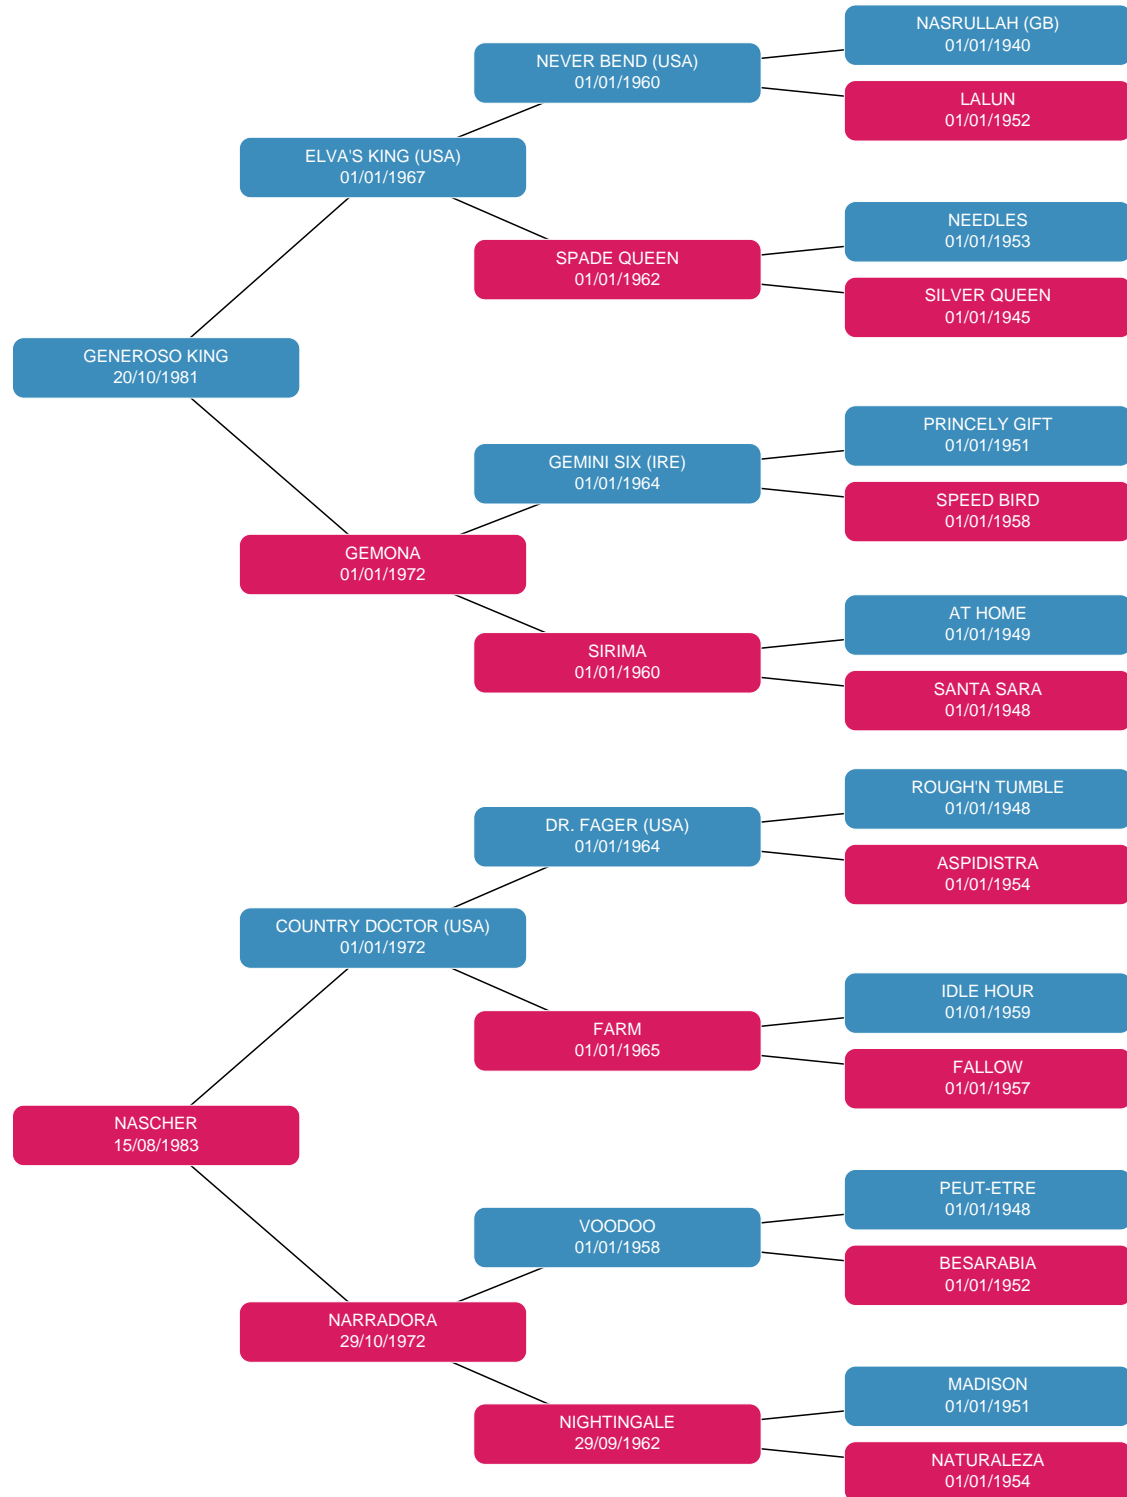 NASRULLAH (GB)
01/01/1940
NEVER BEND (USA)
01/01/1960
LALUN
01/01/1952
ELVA'S KING (USA)
01/01/1967
NEEDLES
01/01/1953
SPADE QUEEN
01/01/1962
SILVER QUEEN
01/01/1945
GENEROSO KING
20/10/1981
PRINCELY GIFT
01/01/1951
GEMINI SIX (IRE)
01/01/1964
SPEED BIRD
01/01/1958
GEMONA
01/01/1972
AT HOME
01/01/1949
SIRIMA
01/01/1960
SANTA SARA
01/01/1948
ROUGH'N TUMBLE
01/01/1948
DR. FAGER (USA)
01/01/1964
ASPIDISTRA
01/01/1954
COUNTRY DOCTOR (USA)
01/01/1972
IDLE HOUR
01/01/1959
FARM
01/01/1965
FALLOW
01/01/1957
NASCHER
15/08/1983
PEUT-ETRE
01/01/1948
VOODOO
01/01/1958
BESARABIA
01/01/1952
NARRADORA
29/10/1972
MADISON
01/01/1951
NIGHTINGALE
29/09/1962
NATURALEZA
01/01/1954